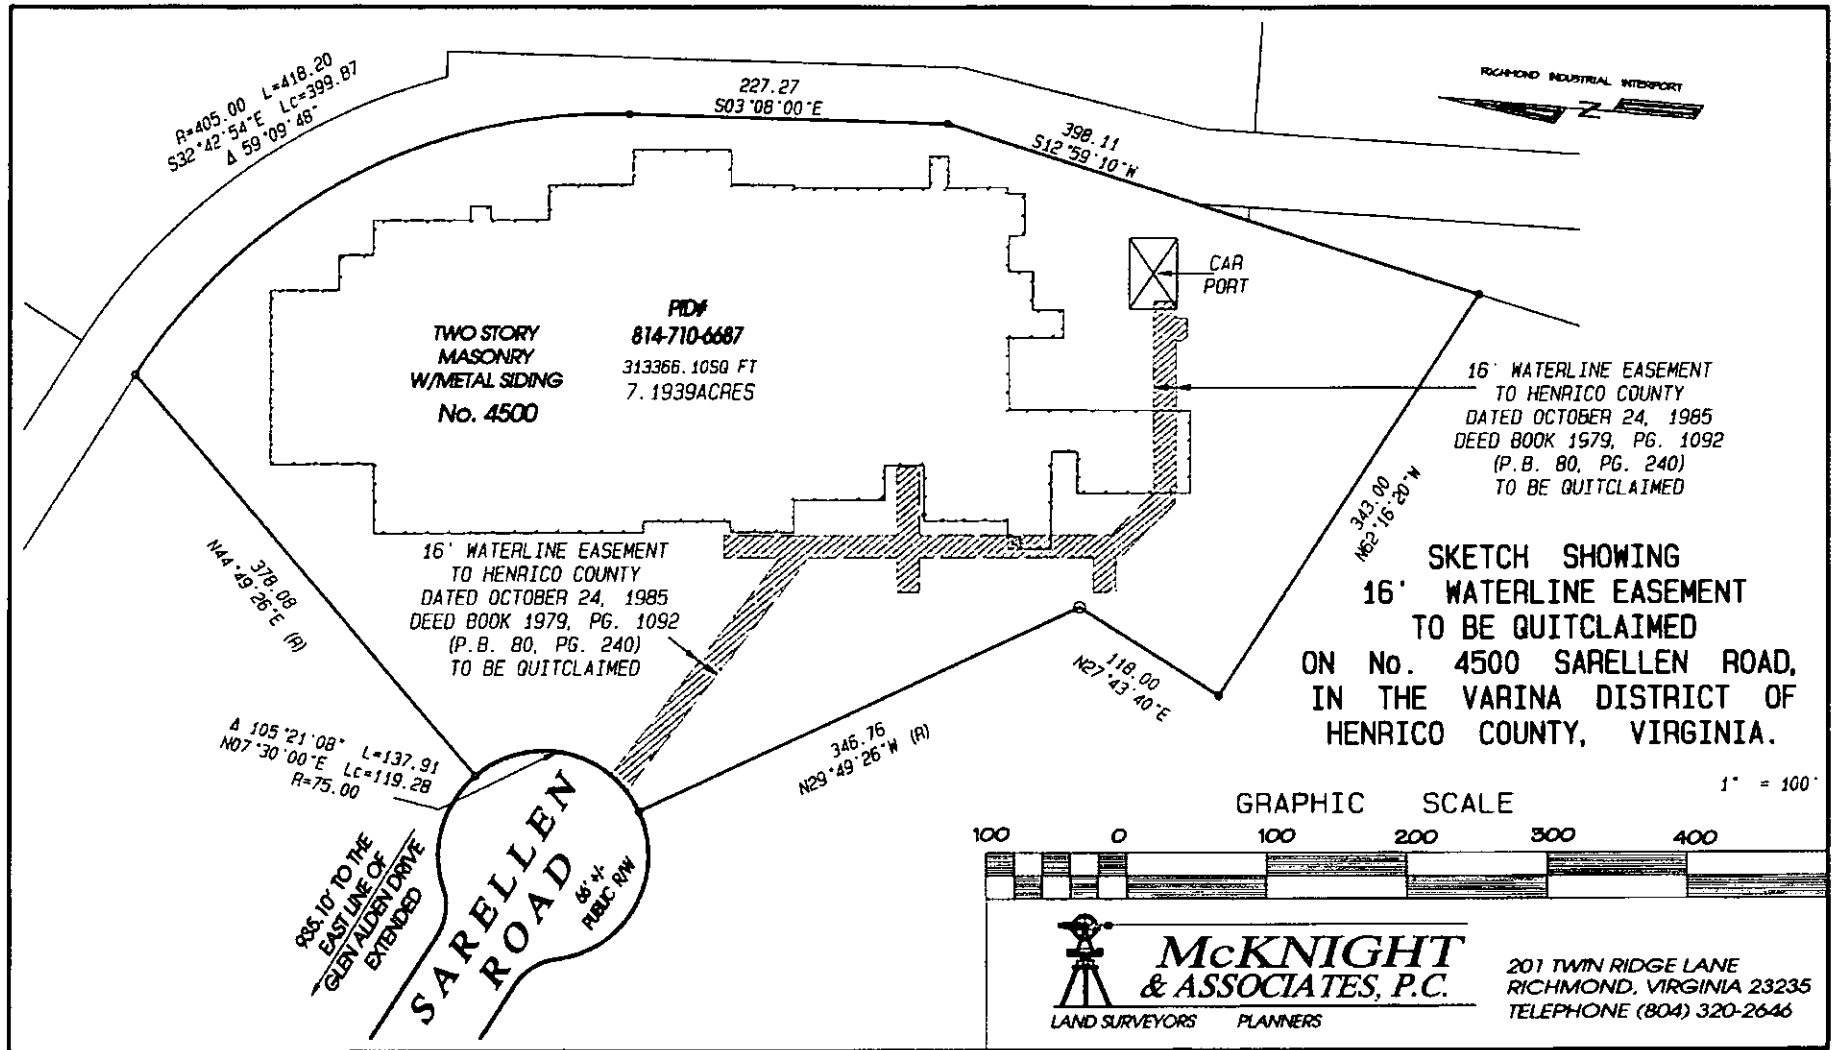 R=405.00 L=418.20
S32°42'54"E Lc=399.87
Δ 59°09'48"
227.27
S03°08'00"E
398.11
S12°59'10"W
RICHMOND INDUSTRIAL INTERPORT
N
CAR
PORT
TWO STORY
MASONRY
W/METAL SIDING
No. 4500
PID#
814-710-6687
313366.10SQ FT
7.1939ACRES
16' WATERLINE EASEMENT
TO HENRICO COUNTY
DATED OCTOBER 24, 1985
DEED BOOK 1979, PG. 1092
(P.B. 80, PG. 240)
TO BE QUITCLAIMED
343.00
N62°16'20"W
378.08
N44°49'26"E (R)
16' WATERLINE EASEMENT
TO HENRICO COUNTY
DATED OCTOBER 24, 1985
DEED BOOK 1979, PG. 1092
(P.B. 80, PG. 240)
TO BE QUITCLAIMED
SKETCH SHOWING
16' WATERLINE EASEMENT
TO BE QUITCLAIMED
ON No. 4500 SARELLEN ROAD,
IN THE VARINA DISTRICT OF
HENRICO COUNTY, VIRGINIA.
118.00
N27°43'40"E
346.76
N29°49'26"W (R)
Δ 105°21'08" L=137.91
N07°30'00"E Lc=119.28
R=75.00
1" = 100'
GRAPHIC SCALE
100 0 100 200 300 400
SARELLEN
ROAD
66' +/-
PUBLIC R/W
936.10' TO THE
EAST LINE OF
GLEN ALDEN DRIVE
EXTENDED
McKNIGHT
& ASSOCIATES, P.C.
LAND SURVEYORS PLANNERS
201 TWIN RIDGE LANE
RICHMOND, VIRGINIA 23235
TELEPHONE (804) 320-2646